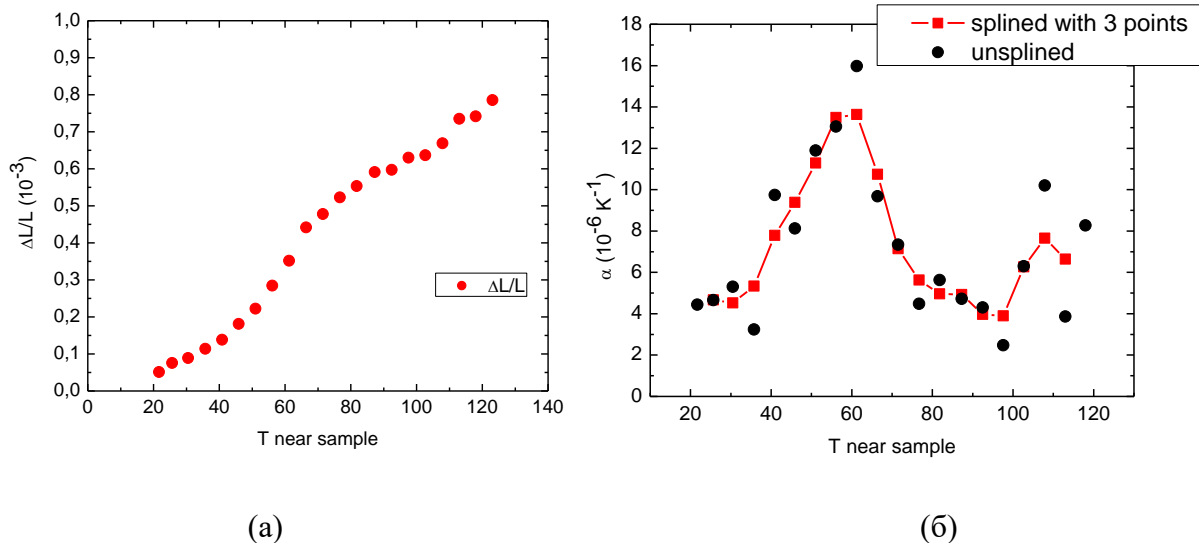 1,0
0,9
0,8
0,7
0,6
0,5
0,4
0,3
0,2
0,1
0,0
0 20 40 60 80 100 120 140
ΔL/L (10⁻³)
T near sample
ΔL/L
(а)
18
16
14
12
10
8
6
4
2
0
20 40 60 80 100 120
α (10⁻⁶ K⁻¹)
T near sample
splined with 3 points
unsplined
(б)